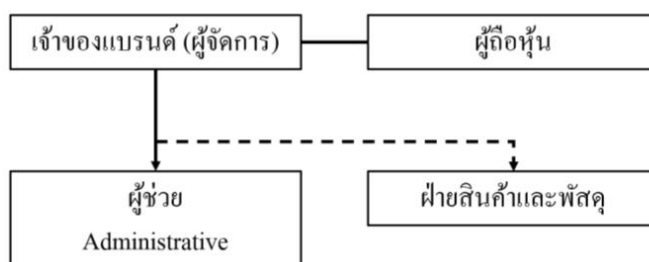 เจ้าของแบรนด์ (ผู้จัดการ)
ผู้ถือหุ้น
ผู้ช่วย
Administrative
ฝ่ายสินค้าและพัสดุ